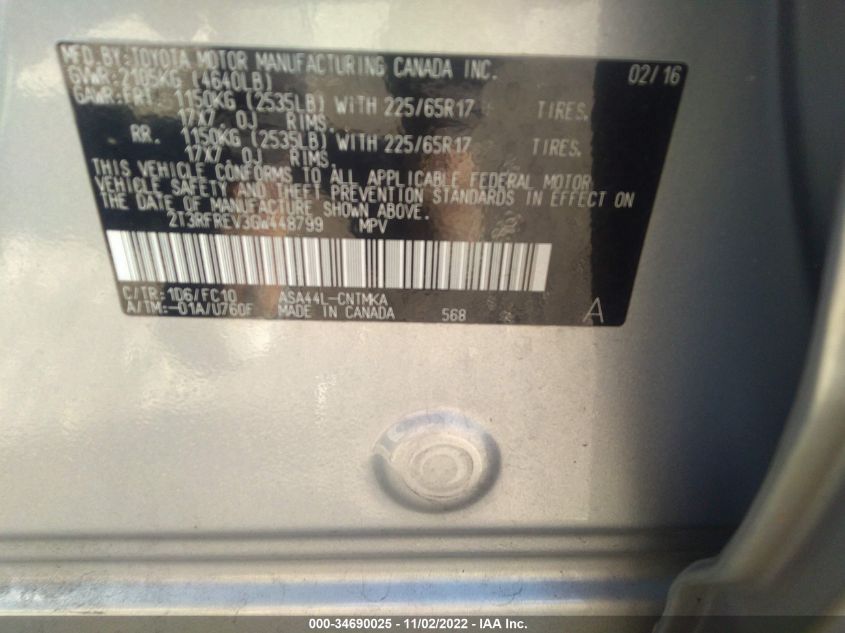 MFD.BY:TOYOTA MOTOR MANUFACTURING CANADA INC. 02/16
GVWR:2105KG (4640LB)
GAWR:FRT. 1150KG (2535LB) WITH 225/65R17 TIRES,
17X7.0J RIMS,
RR. 1150KG (2535LB) WITH 225/65R17 TIRES,
17X7.0J RIMS.
THIS VEHICLE CONFORMS TO ALL APPLICABLE FEDERAL MOTOR
VEHICLE SAFETY AND THEFT PREVENTION STANDARDS IN EFFECT ON
THE DATE OF MANUFACTURE SHOWN ABOVE.
2T3RFREV3GW448799 MPV
C/TR:1D6/FC10 ASA44L-CNTMKA
A/TM:-01A/U760F MADE IN CANADA 568 A
000-34690025 - 11/02/2022 - IAA Inc.